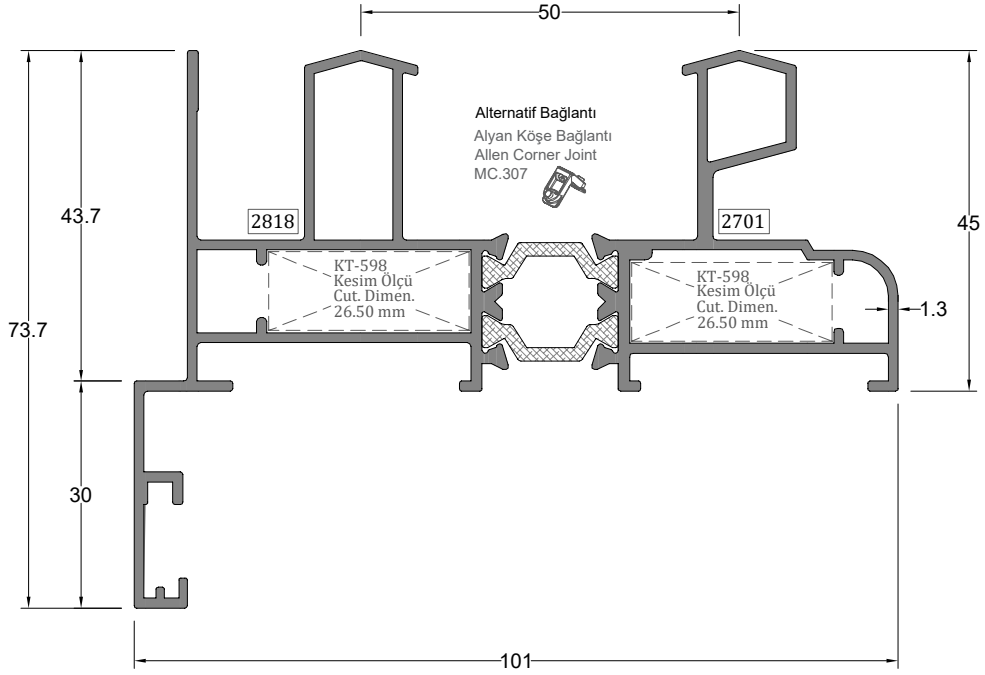 50
Alternatif Bağlantı
Alyan Köşe Bağlantı
Allen Corner Joint
MC.307
43.7
2818
2701
45
KT-598
Kesim Ölçü
Cut. Dimen.
26.50 mm
KT-598
Kesim Ölçü
Cut. Dimen.
26.50 mm
1.3
73.7
30
101